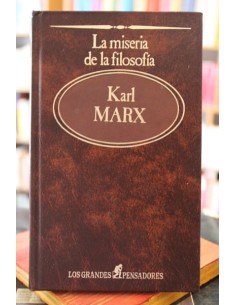 La miseria
de la filosofía
Karl
MARX
LOS GRANDES PENSADORES